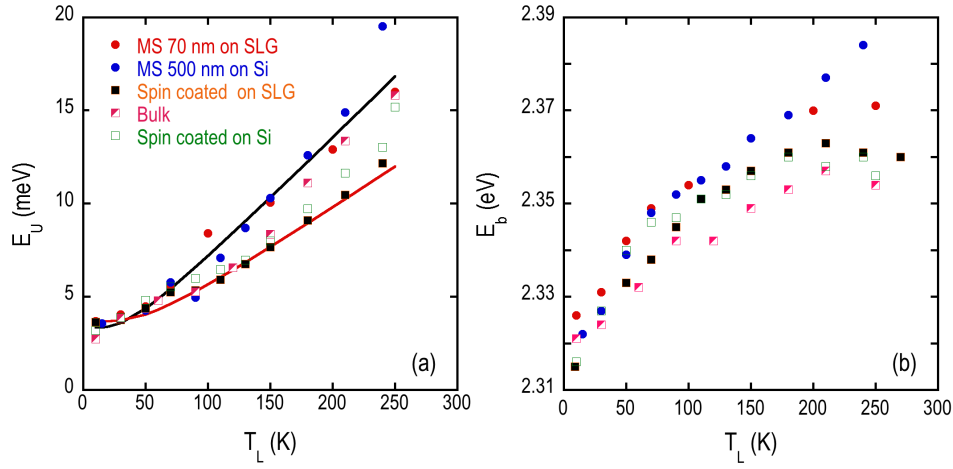 20
15
10
5
0
E_U (meV)
MS 70 nm on SLG
MS 500 nm on Si
Spin coated on SLG
Bulk
Spin coated on Si
(a)
0 50 100 150 200 250 300
T_L (K)
2.39
2.37
2.35
2.33
2.31
E_b (eV)
(b)
0 50 100 150 200 250 300
T_L (K)